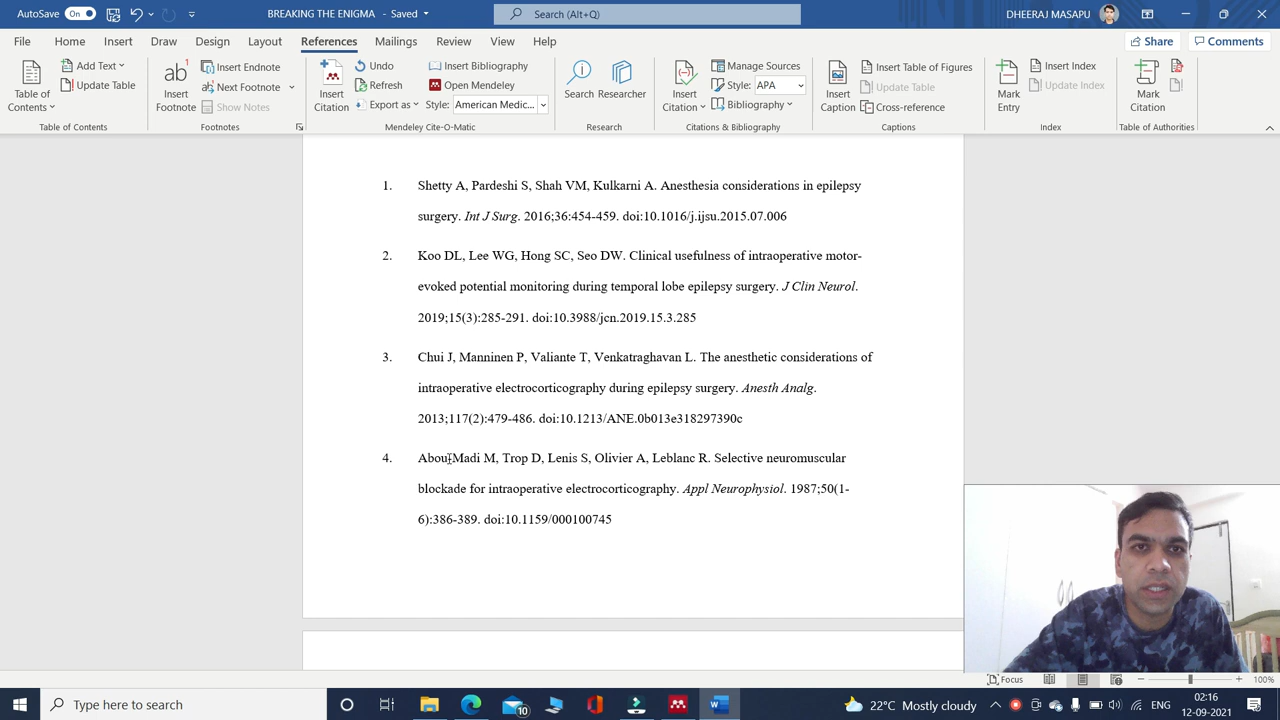 AutoSave On
BREAKING THE ENIGMA - Saved
Search (Alt+Q)
DHEERAJ MASAPU
File Home Insert Draw Design Layout References Mailings Review View Help
Share Comments
Table of Contents
Add Text
Update Table
Table of Contents
ab
Insert Footnote
Insert Endnote
Next Footnote
Show Notes
Footnotes
Insert Citation
Undo
Refresh
Export as
Insert Bibliography
Open Mendeley
Style: American Medic...
Mendeley Cite-O-Matic
Search Researcher
Research
Insert Citation
Manage Sources
Style: APA
Bibliography
Citations & Bibliography
Insert Caption
Insert Table of Figures
Update Table
Cross-reference
Captions
Mark Entry
Insert Index
Update Index
Index
Mark Citation
Table of Authorities
1. Shetty A, Pardeshi S, Shah VM, Kulkarni A. Anesthesia considerations in epilepsy
surgery. Int J Surg. 2016;36:454-459. doi:10.1016/j.ijsu.2015.07.006
2. Koo DL, Lee WG, Hong SC, Seo DW. Clinical usefulness of intraoperative motor-
evoked potential monitoring during temporal lobe epilepsy surgery. J Clin Neurol.
2019;15(3):285-291. doi:10.3988/jcn.2019.15.3.285
3. Chui J, Manninen P, Valiante T, Venkatraghavan L. The anesthetic considerations of
intraoperative electrocorticography during epilepsy surgery. Anesth Analg.
2013;117(2):479-486. doi:10.1213/ANE.0b013e318297390c
4. Abou-Madi M, Trop D, Lenis S, Olivier A, Leblanc R. Selective neuromuscular
blockade for intraoperative electrocorticography. Appl Neurophysiol. 1987;50(1-
6):386-389. doi:10.1159/000100745
Focus
100%
Type here to search
10
22°C Mostly cloudy
ENG
02:16
12-09-2021